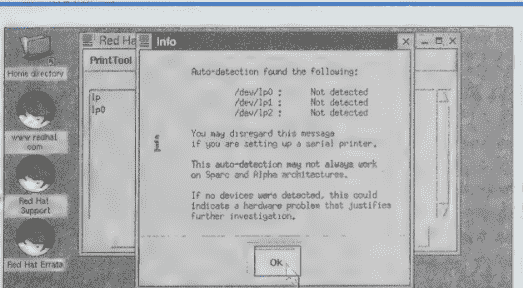 Red Ha
Info
Home directory
PrintTool
lp
lp0
www.redhat.
com
Red Hat
Support
Red Hat Errata
Auto-detection found the following:
/dev/lp0 : Not detected
/dev/lp1 : Not detected
/dev/lp2 : Not detected
You may disregard this message
if you are setting up a serial printer.
This auto-detection may not always work
on Sparc and Alpha architectures.
If no devices were detected, this could
indicate a hardware problem that justifies
further investigation.
Ok